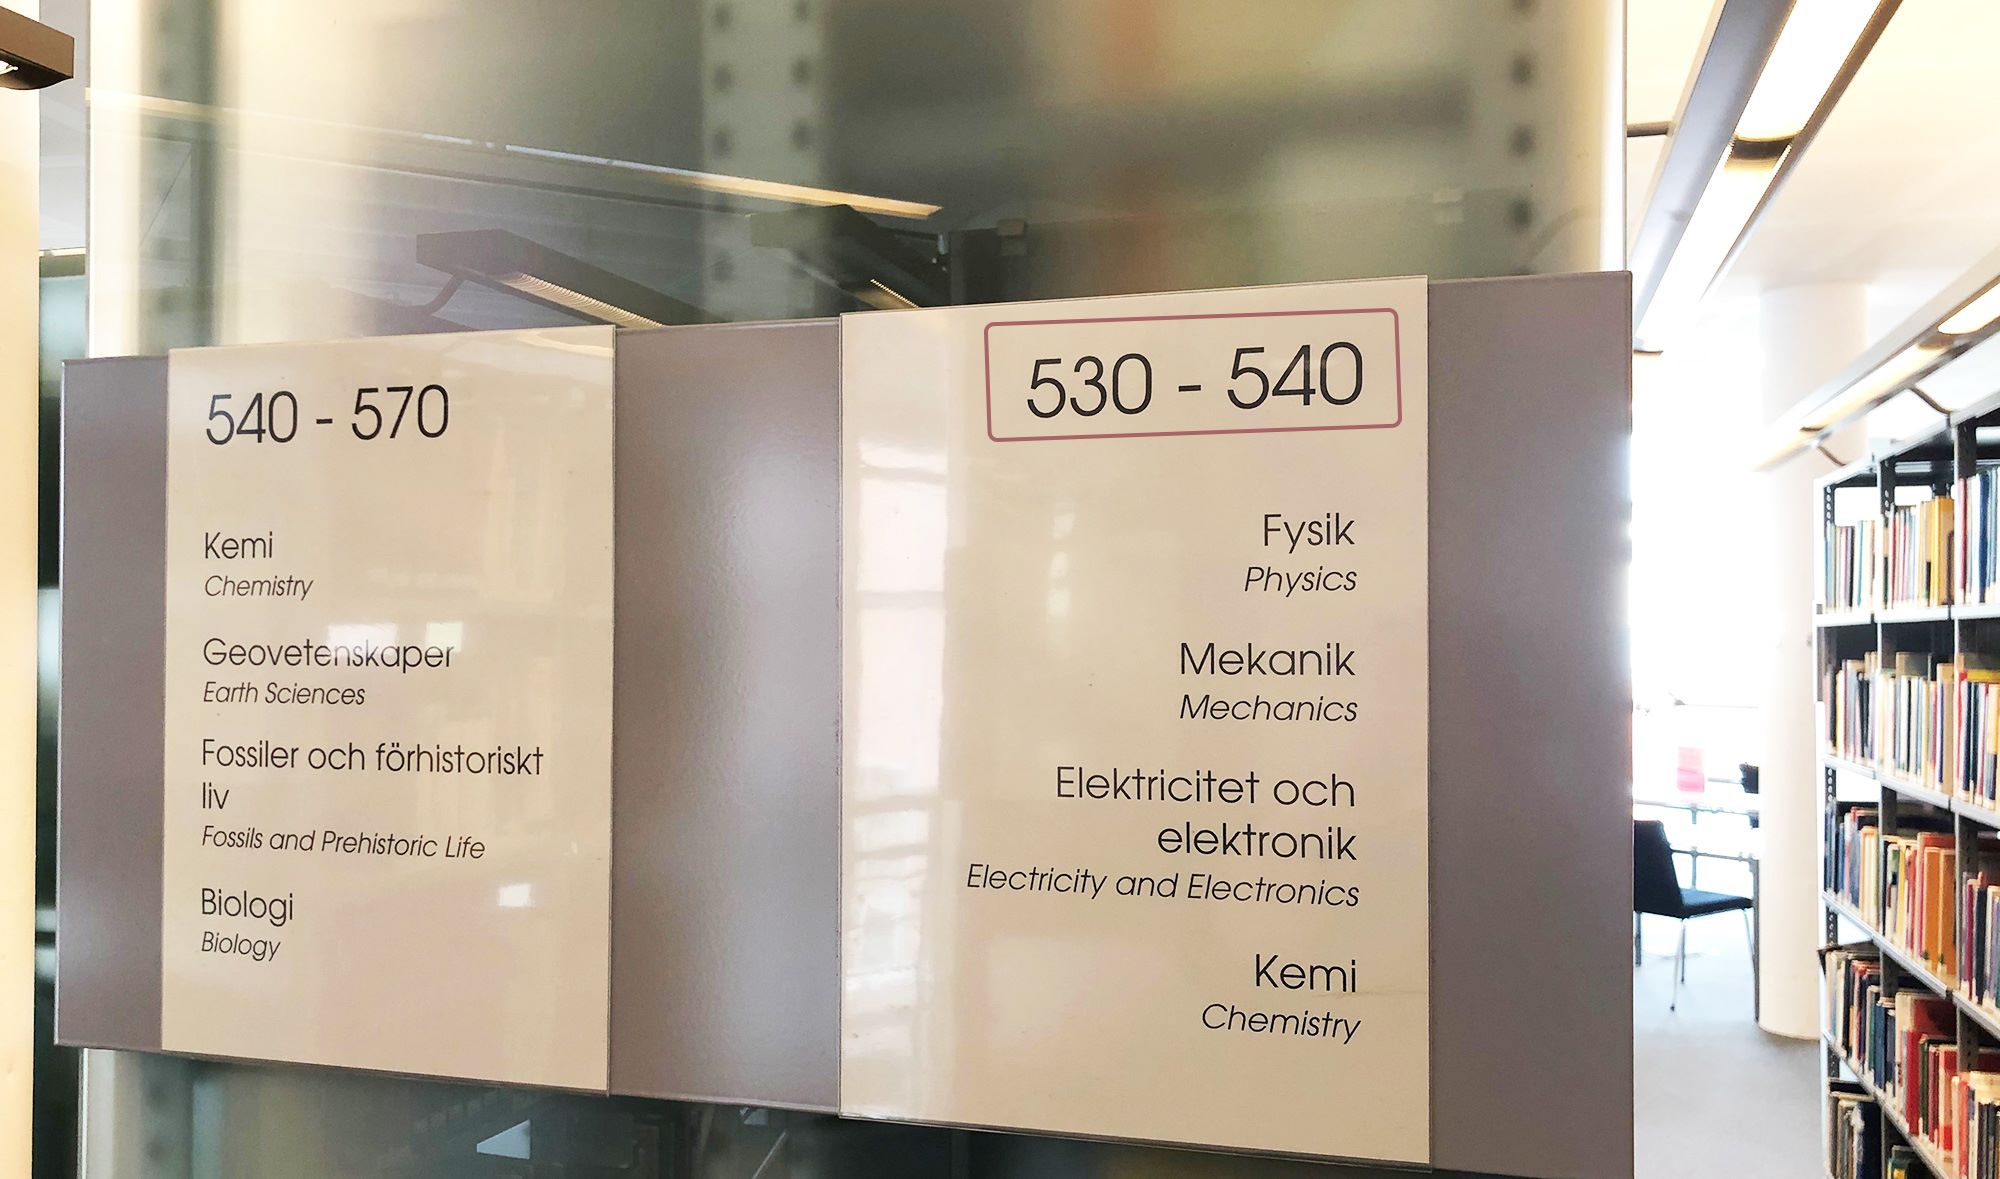 540 - 570
Kemi
Chemistry
Geovetenskaper
Earth Sciences
Fossiler och förhistoriskt
liv
Fossils and Prehistoric Life
Biologi
Biology
530 - 540
Fysik
Physics
Mekanik
Mechanics
Elektricitet och
elektronik
Electricity and Electronics
Kemi
Chemistry